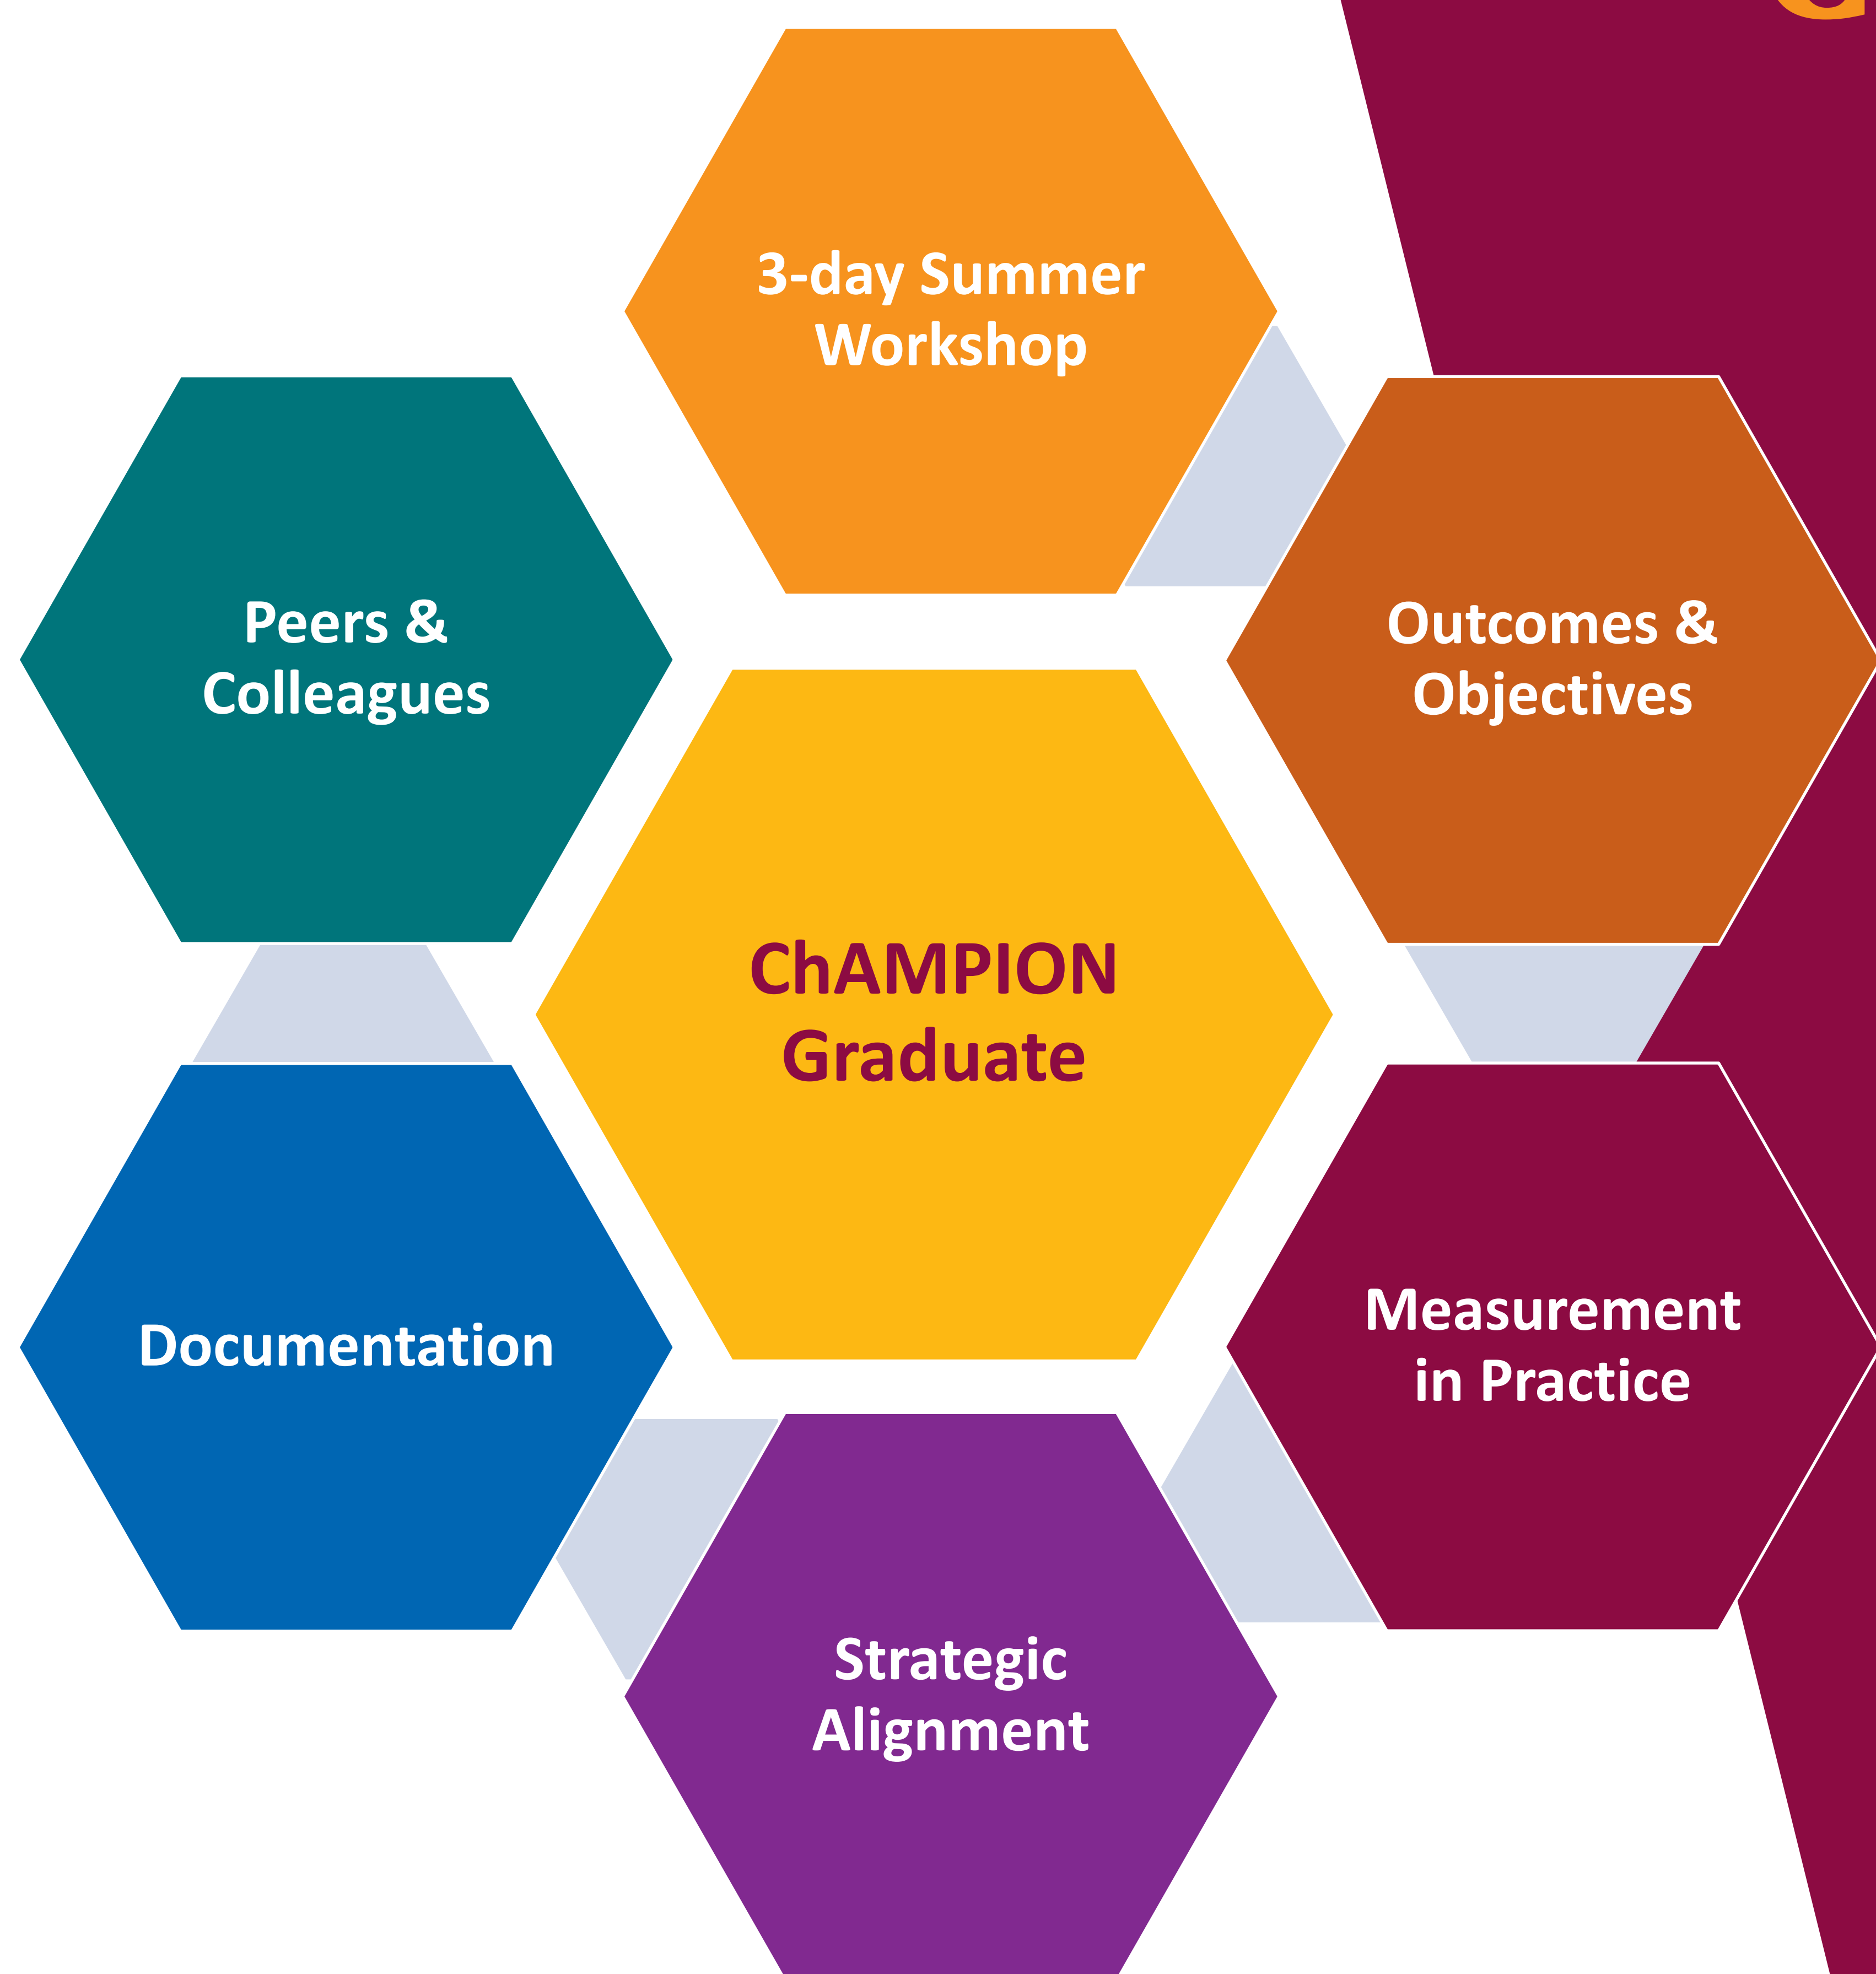 3-day Summer
Workshop
Peers &
Colleagues
Outcomes &
Objectives
ChAMPION
Graduate
Documentation
Measurement
in Practice
Strategic
Alignment